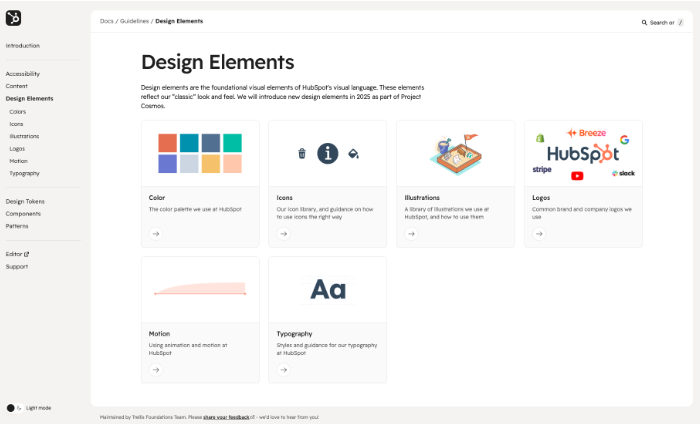 Docs / Guidelines / Design Elements
Search or /
Introduction
Accessibility
Content
Design Elements
Colors
Icons
Illustrations
Logos
Motion
Typography
Design Tokens
Components
Patterns
Editor
Support
Light mode
Design Elements
Design elements are the foundational visual elements of HubSpot's visual language. These elements
reflect our "classic" look and feel. We will introduce new design elements in 2025 as part of Project
Cosmos.
Color
The color palette we use at HubSpot
Icons
Our icon library, and guidance on how
to use icons the right way
Illustrations
A library of illustrations we use at
HubSpot, and how to use them
Breeze
G
HubSpot
stripe
slack
Logos
Common brand and company logos we
use
Motion
Using animation and motion at
HubSpot
Aa
Typography
Styles and guidance for our typography
at HubSpot
Maintained by Trellis Foundations Team. Please share your feedback - we'd love to hear from you!